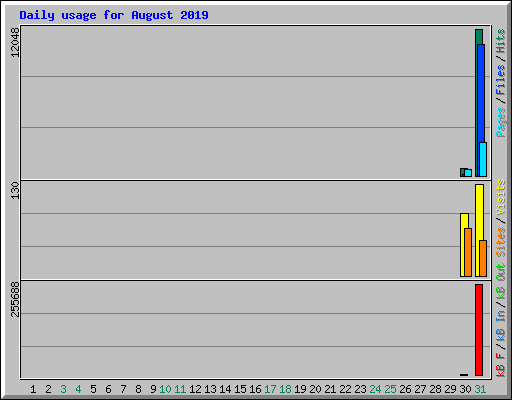 Daily usage for August 2019
12048
130
255688
Pages/Files/Hits
Sites/Visits
kB F/kB In/kB Out
1 2 3 4 5 6 7 8 9 10 11 12 13 14 15 16 17 18 19 20 21 22 23 24 25 26 27 28 29 30 31